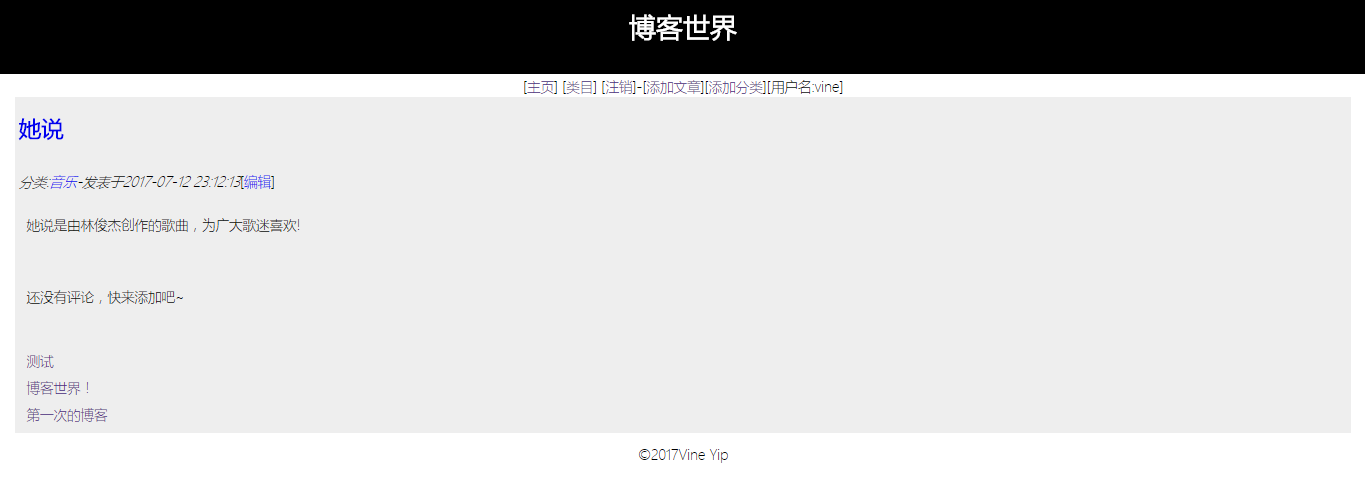 博客世界
[主页] [类目] [注销]-[添加文章][添加分类][用户名:vine]
她说
分类:音乐-发表于2017-07-12 23:12:13[编辑]
她说是由林俊杰创作的歌曲，为广大歌迷喜欢!
还没有评论，快来添加吧~
测试
博客世界！
第一次的博客
©2017Vine Yip